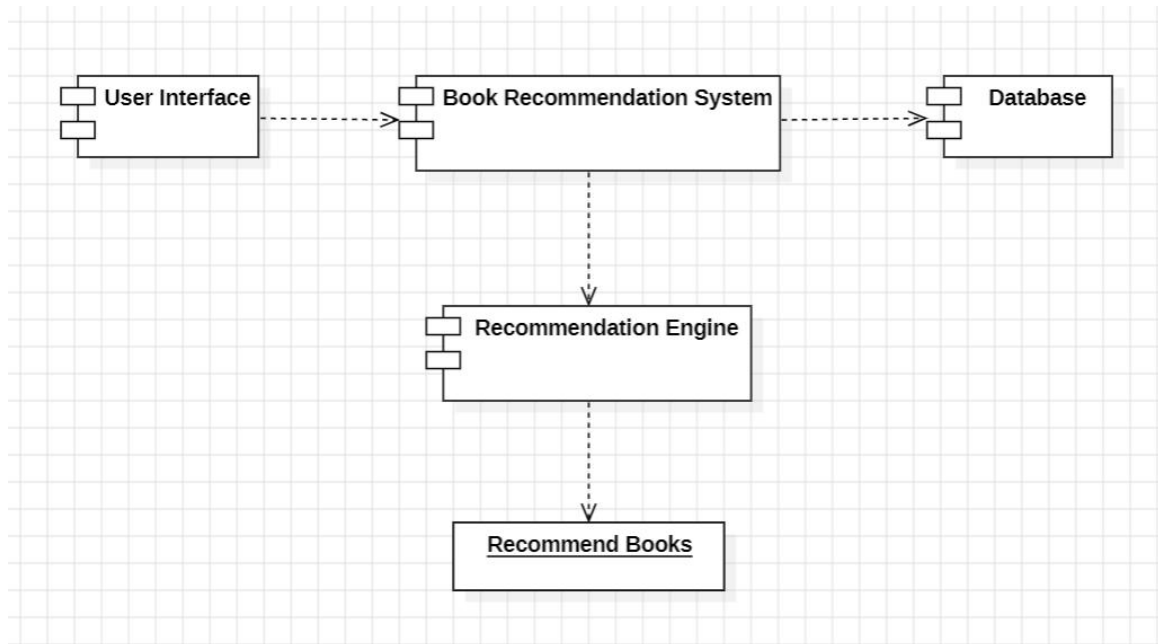 User Interface
Book Recommendation System
Database
Recommendation Engine
Recommend Books